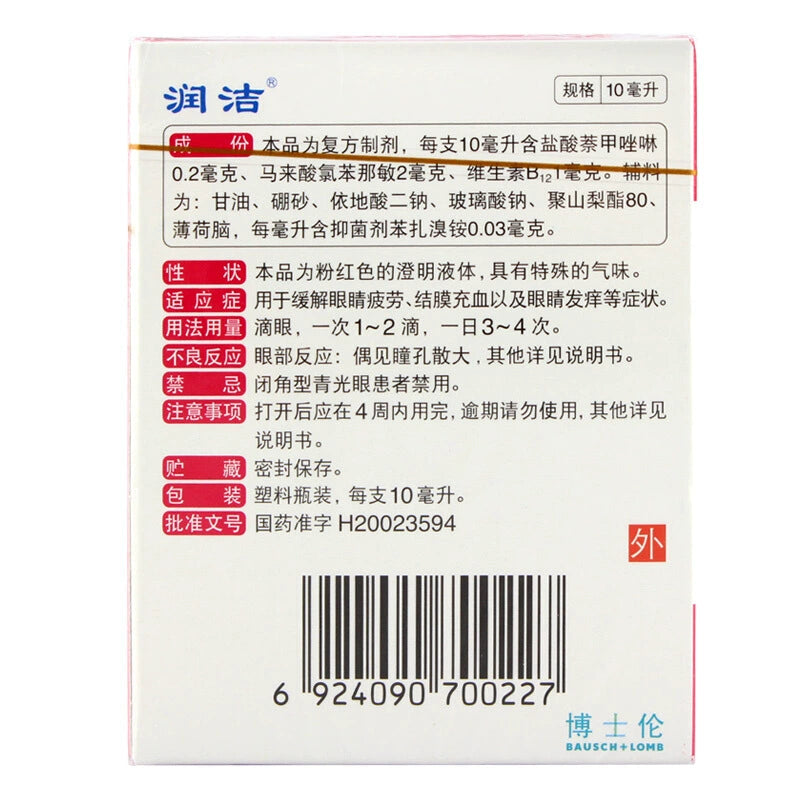 润洁®
规格 10毫升
成份 本品为复方制剂，每支10毫升含盐酸萘甲唑啉
0.2毫克、马来酸氯苯那敏2毫克、维生素B₁₂1毫克。辅料
为：甘油、硼砂、依地酸二钠、玻璃酸钠、聚山梨酯80、
薄荷脑，每毫升含抑菌剂苯扎溴铵0.03毫克。
性状 本品为粉红色的澄明液体，具有特殊的气味。
适应症 用于缓解眼睛疲劳、结膜充血以及眼睛发痒等症状。
用法用量 滴眼，一次1~2滴，一日3~4次。
不良反应 眼部反应：偶见瞳孔散大，其他详见说明书。
禁忌 闭角型青光眼患者禁用。
注意事项 打开后应在4周内用完，逾期请勿使用，其他详见
说明书。
贮藏 密封保存。
包装 塑料瓶装，每支10毫升。
批准文号 国药准字H20023594
外
6 924090 700227
博士伦
BAUSCH+LOMB